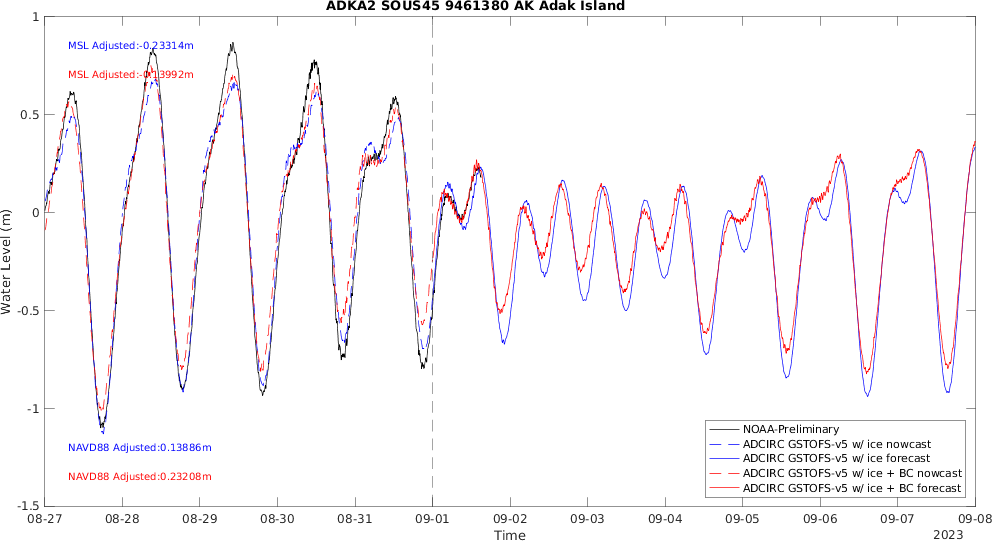 ADKA2 SOUS45 9461380 AK Adak Island
1
MSL Adjusted:-0.23314m
MSL Adjusted:-0.13992m
0.5
0
Water Level (m)
-0.5
-1
NAVD88 Adjusted:0.13886m
NAVD88 Adjusted:0.23208m
-1.5
NOAA-Preliminary
ADCIRC GSTOFS-v5 w/ ice nowcast
ADCIRC GSTOFS-v5 w/ ice forecast
ADCIRC GSTOFS-v5 w/ ice + BC nowcast
ADCIRC GSTOFS-v5 w/ ice + BC forecast
08-27 08-28 08-29 08-30 08-31 09-01 09-02 09-03 09-04 09-05 09-06 09-07 09-08
Time
2023